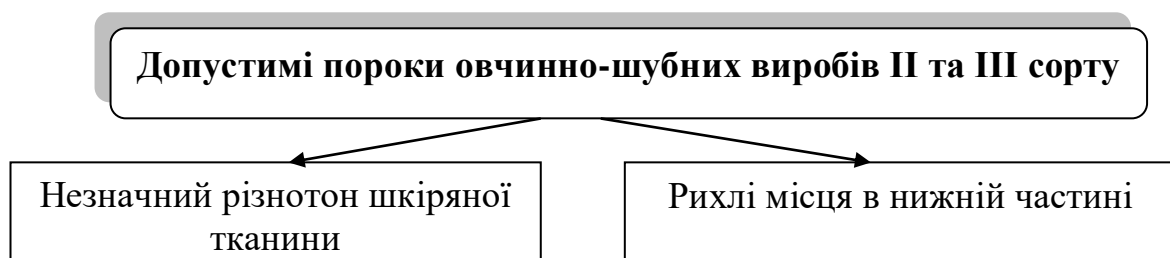 Допустимі пороки овчинно-шубних виробів ІІ та ІІІ сорту
Незначний різнотон шкіряної
тканини
Рихлі місця в нижній частині